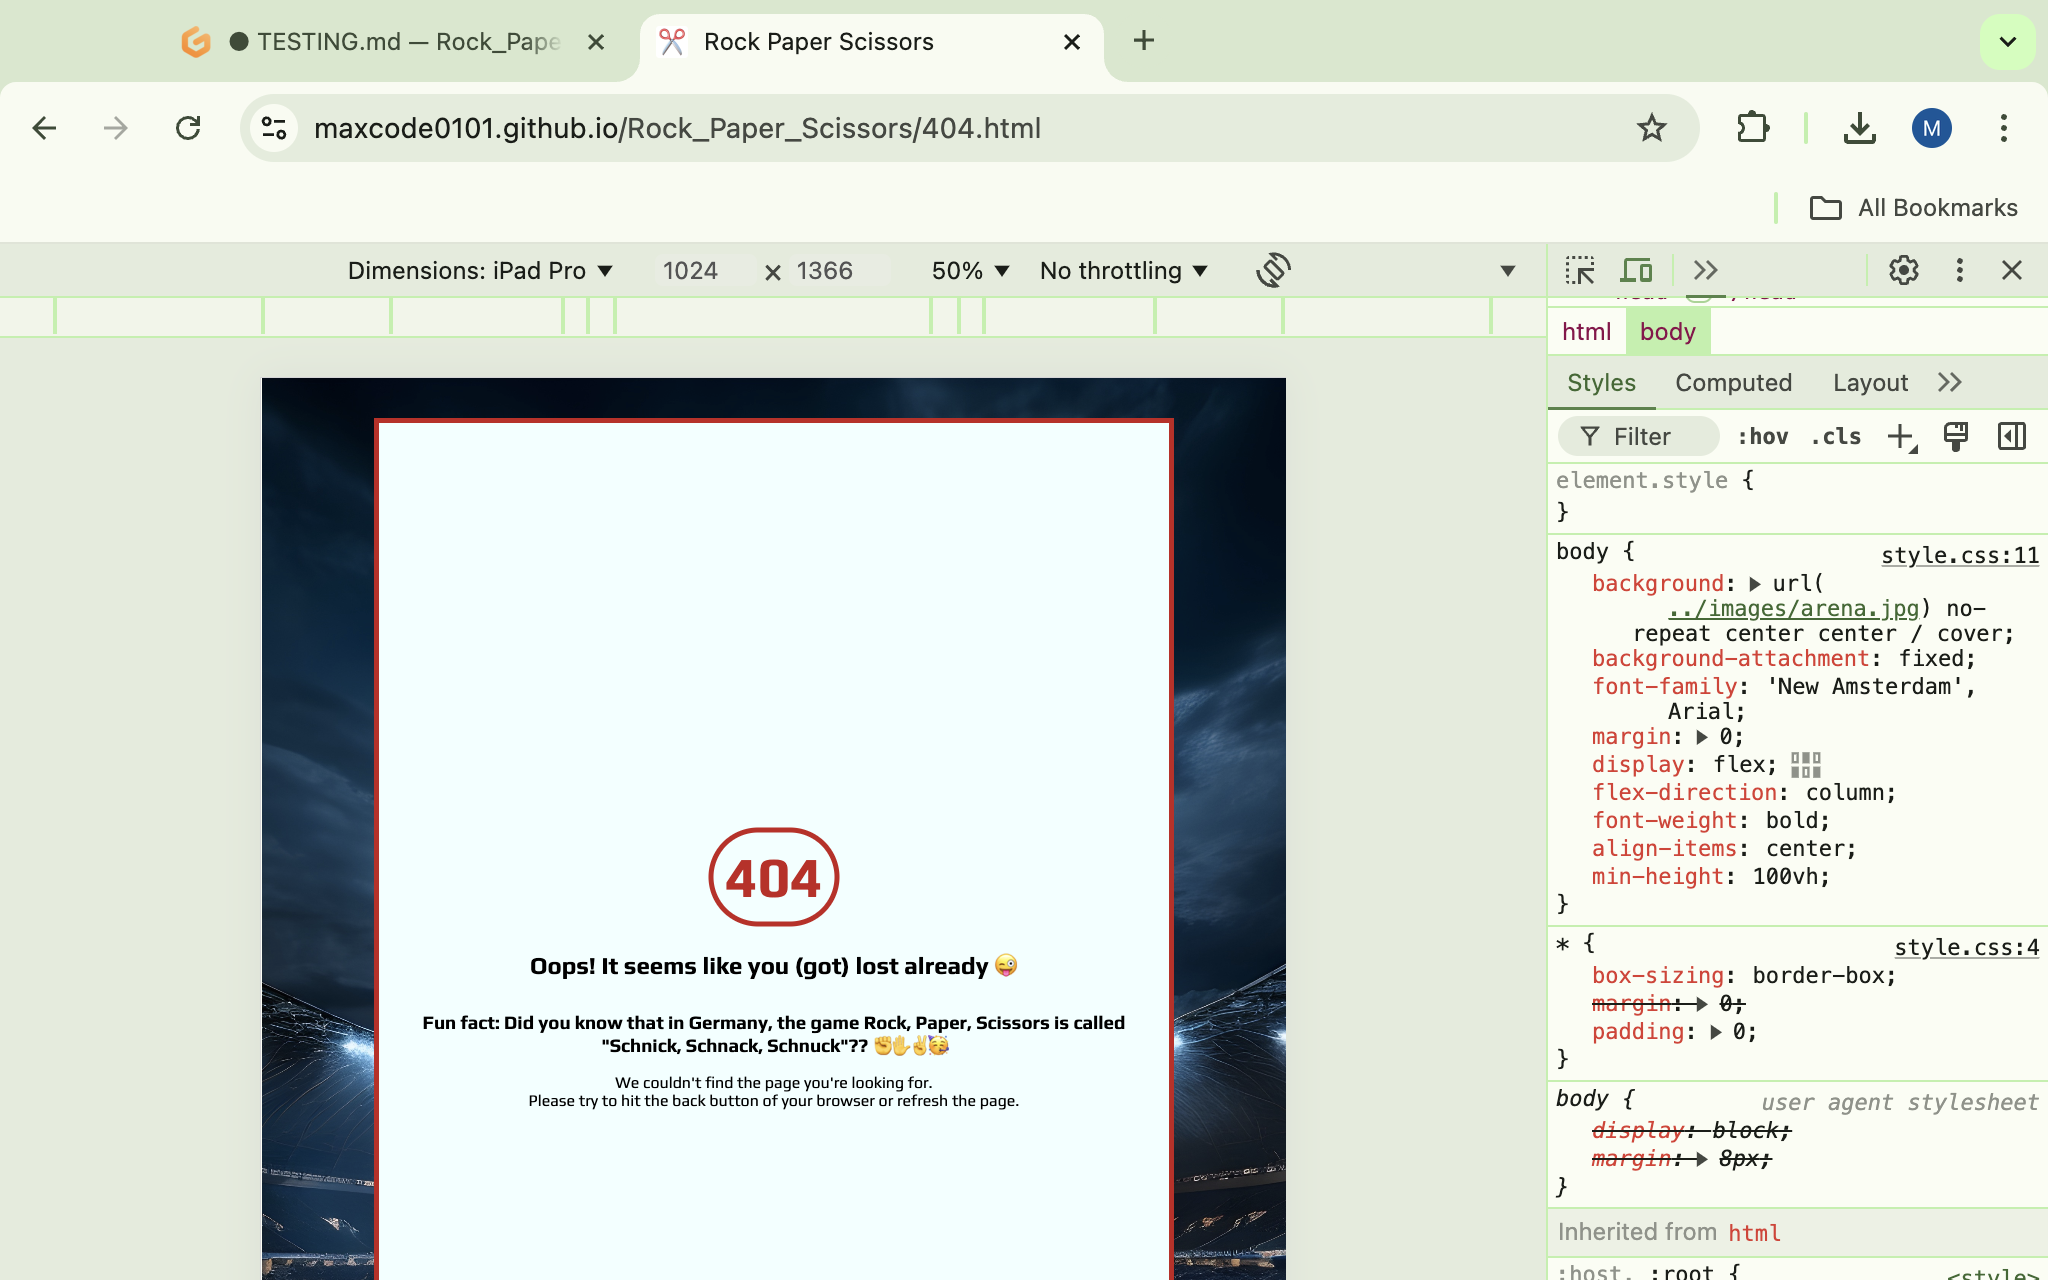 TESTING.md — Rock_Pape
Rock Paper Scissors
maxcode0101.github.io/Rock_Paper_Scissors/404.html
M
All Bookmarks
Dimensions: iPad Pro 1024 × 1366 50% No throttling
html body
Styles Computed Layout
Filter :hov .cls
element.style {
}
body { style.css:11
background: url(
../images/arena.jpg) no-
repeat center center / cover;
background-attachment: fixed;
font-family: 'New Amsterdam',
Arial;
margin: 0;
display: flex;
flex-direction: column;
font-weight: bold;
align-items: center;
min-height: 100vh;
}
* { style.css:4
box-sizing: border-box;
margin: 0;
padding: 0;
}
body { user agent stylesheet
display: block;
margin: 8px;
}
Inherited from html
:host, :root { <style>
404
Oops! It seems like you (got) lost already 😜
Fun fact: Did you know that in Germany, the game Rock, Paper, Scissors is called
"Schnick, Schnack, Schnuck"?? ✊✋✌🥳
We couldn't find the page you're looking for.
Please try to hit the back button of your browser or refresh the page.